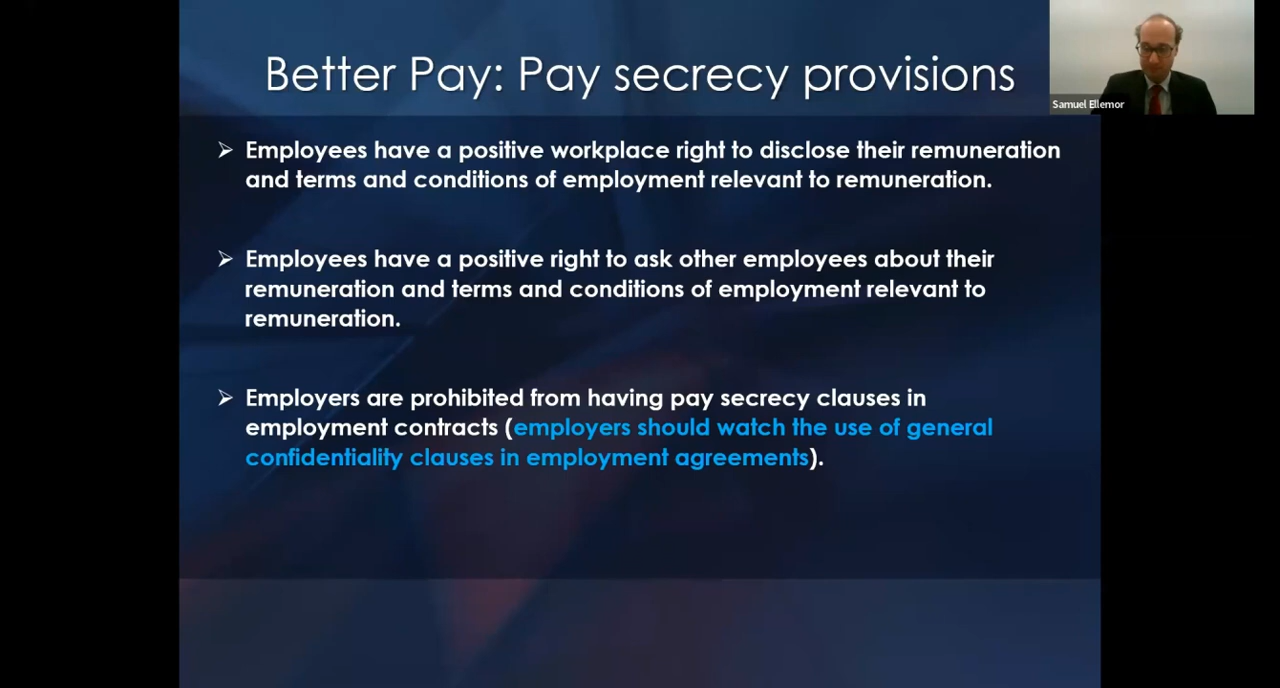 Better Pay: Pay secrecy provisions
Samuel Ellemor
➢ Employees have a positive workplace right to disclose their remuneration
and terms and conditions of employment relevant to remuneration.
➢ Employees have a positive right to ask other employees about their
remuneration and terms and conditions of employment relevant to
remuneration.
➢ Employers are prohibited from having pay secrecy clauses in
employment contracts (employers should watch the use of general
confidentiality clauses in employment agreements).